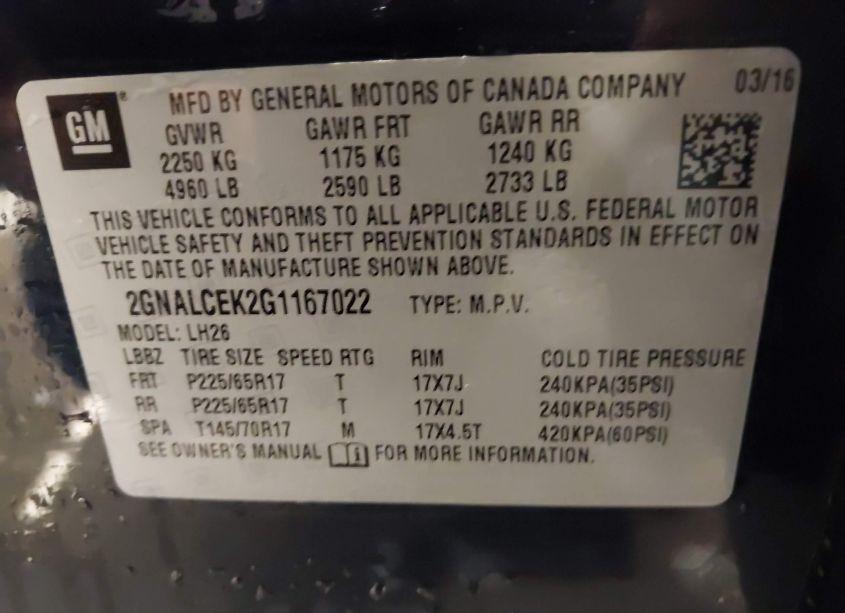 GM ® MFD BY GENERAL MOTORS OF CANADA COMPANY 03/16
GVWR GAWR FRT GAWR RR
2250 KG 1175 KG 1240 KG
4960 LB 2590 LB 2733 LB
THIS VEHICLE CONFORMS TO ALL APPLICABLE U.S. FEDERAL MOTOR
VEHICLE SAFETY AND THEFT PREVENTION STANDARDS IN EFFECT ON
THE DATE OF MANUFACTURE SHOWN ABOVE.
2GNALCEK2G1167022 TYPE: M.P.V.
MODEL: LH26
LBBZ TIRE SIZE SPEED RTG RIM COLD TIRE PRESSURE
FRT P225/65R17 T 17X7J 240KPA(35PSI)
RR P225/65R17 T 17X7J 240KPA(35PSI)
SPA T145/70R17 M 17X4.5T 420KPA(60PSI)
SEE OWNER'S MANUAL FOR MORE INFORMATION.